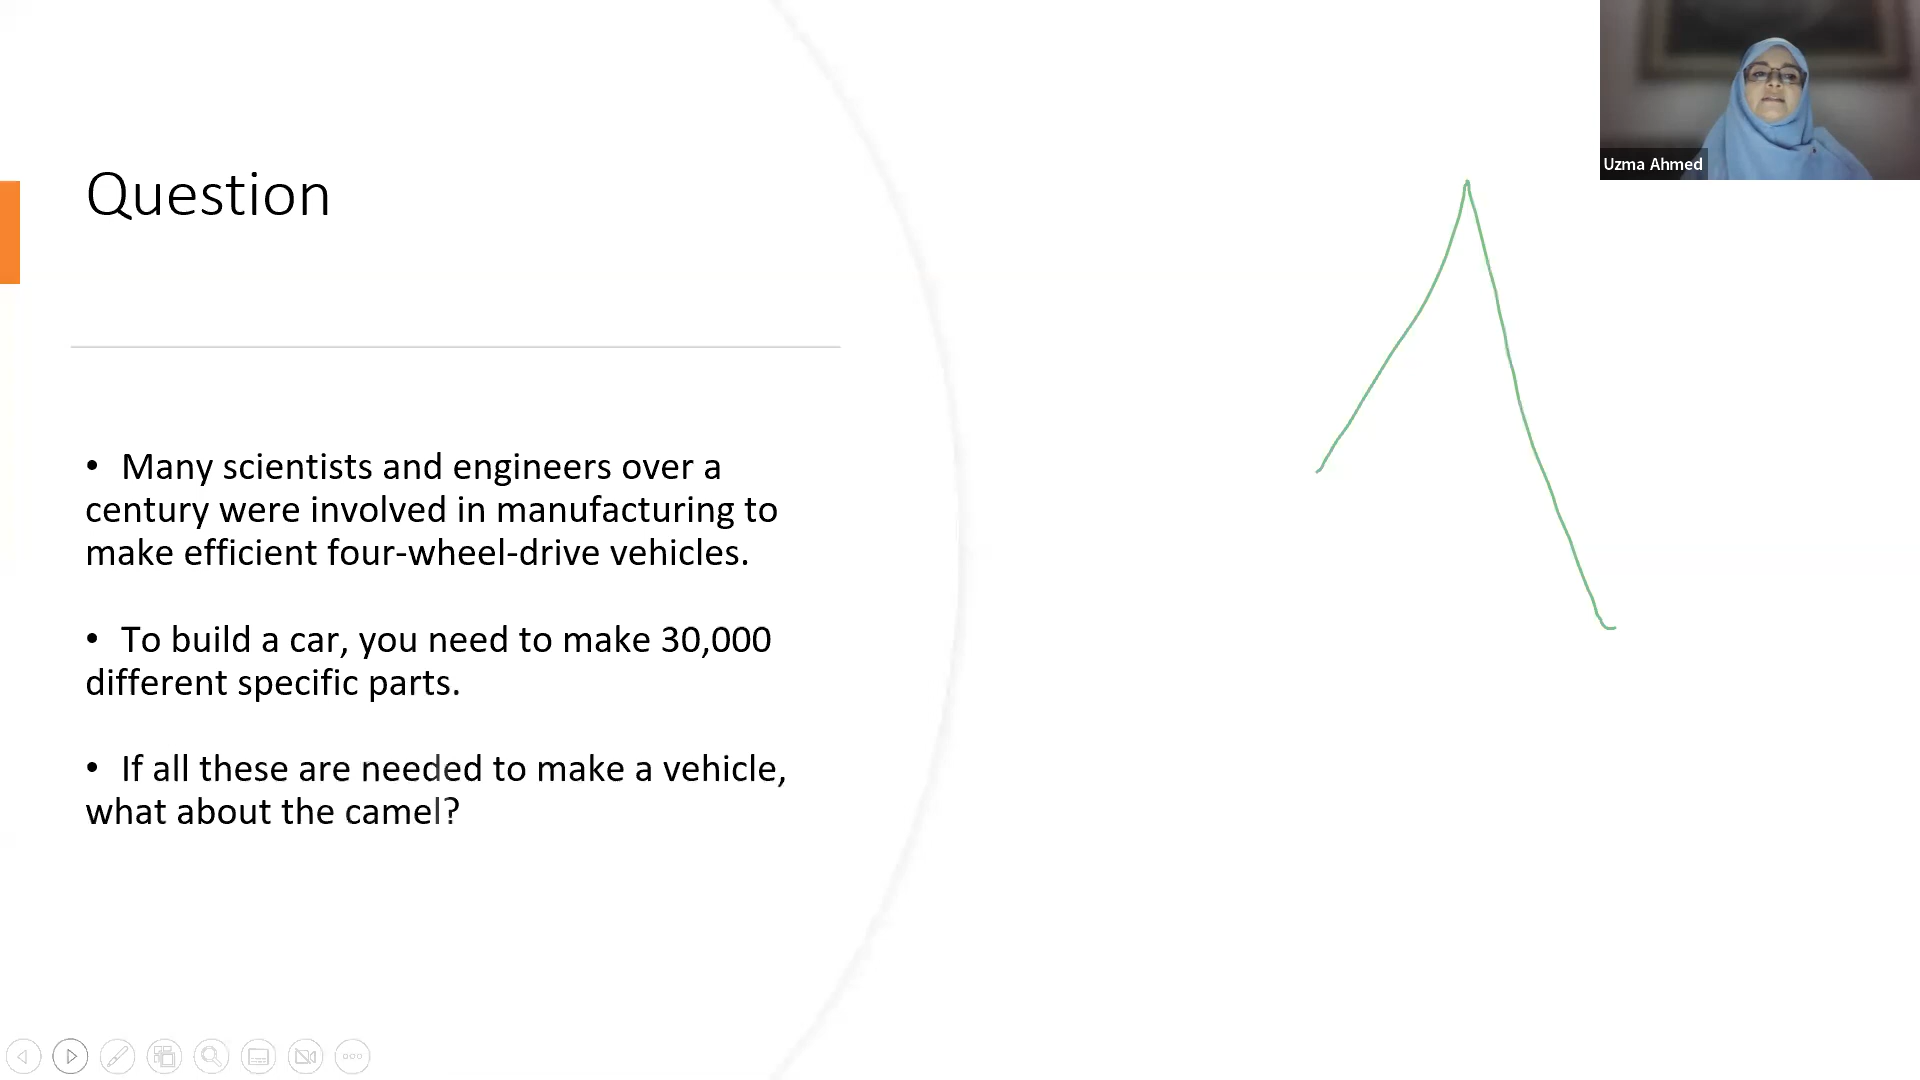 Uzma Ahmed
Question
• Many scientists and engineers over a
century were involved in manufacturing to
make efficient four-wheel-drive vehicles.
• To build a car, you need to make 30,000
different specific parts.
• If all these are needed to make a vehicle,
what about the camel?